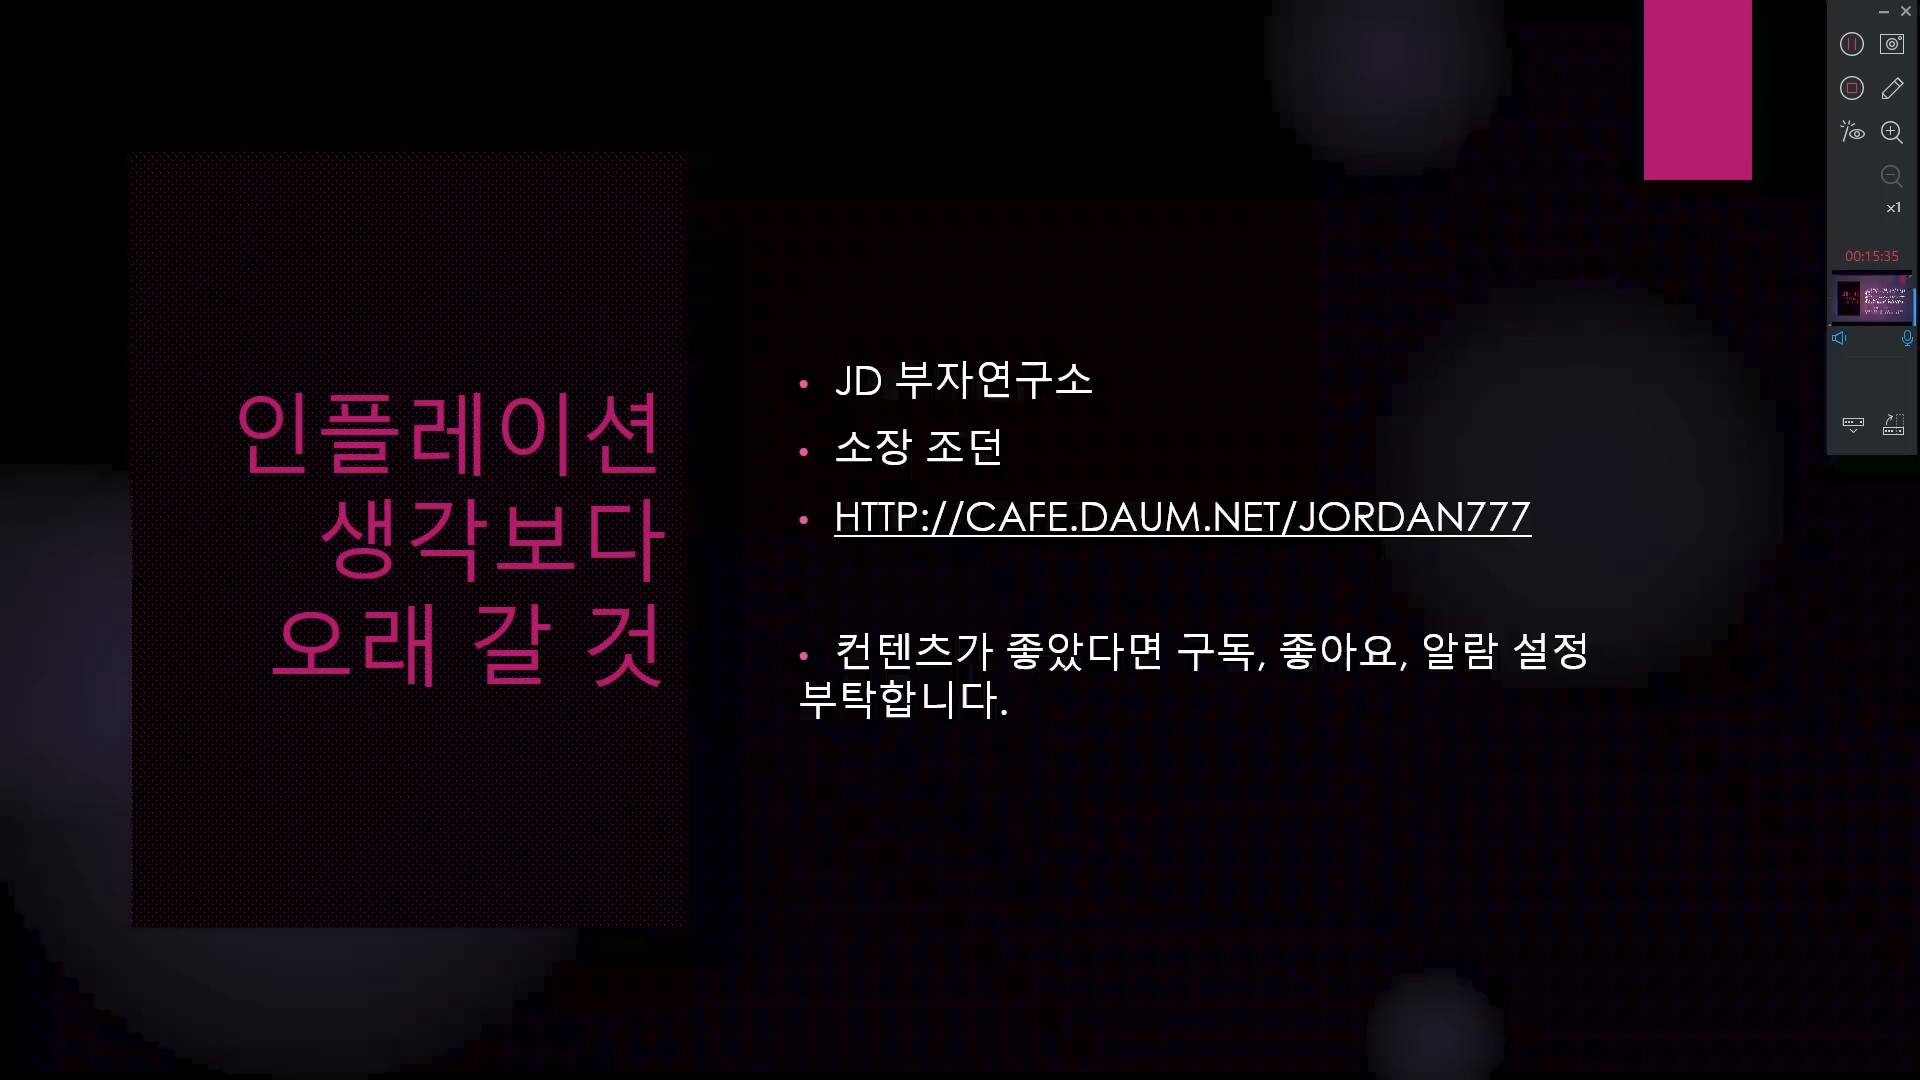 인플레이션
생각보다
오래 갈 것
• JD 부자연구소
• 소장 조던
• HTTP://CAFE.DAUM.NET/JORDAN777
• 컨텐츠가 좋았다면 구독, 좋아요, 알람 설정
부탁합니다.
x1
00:15:35